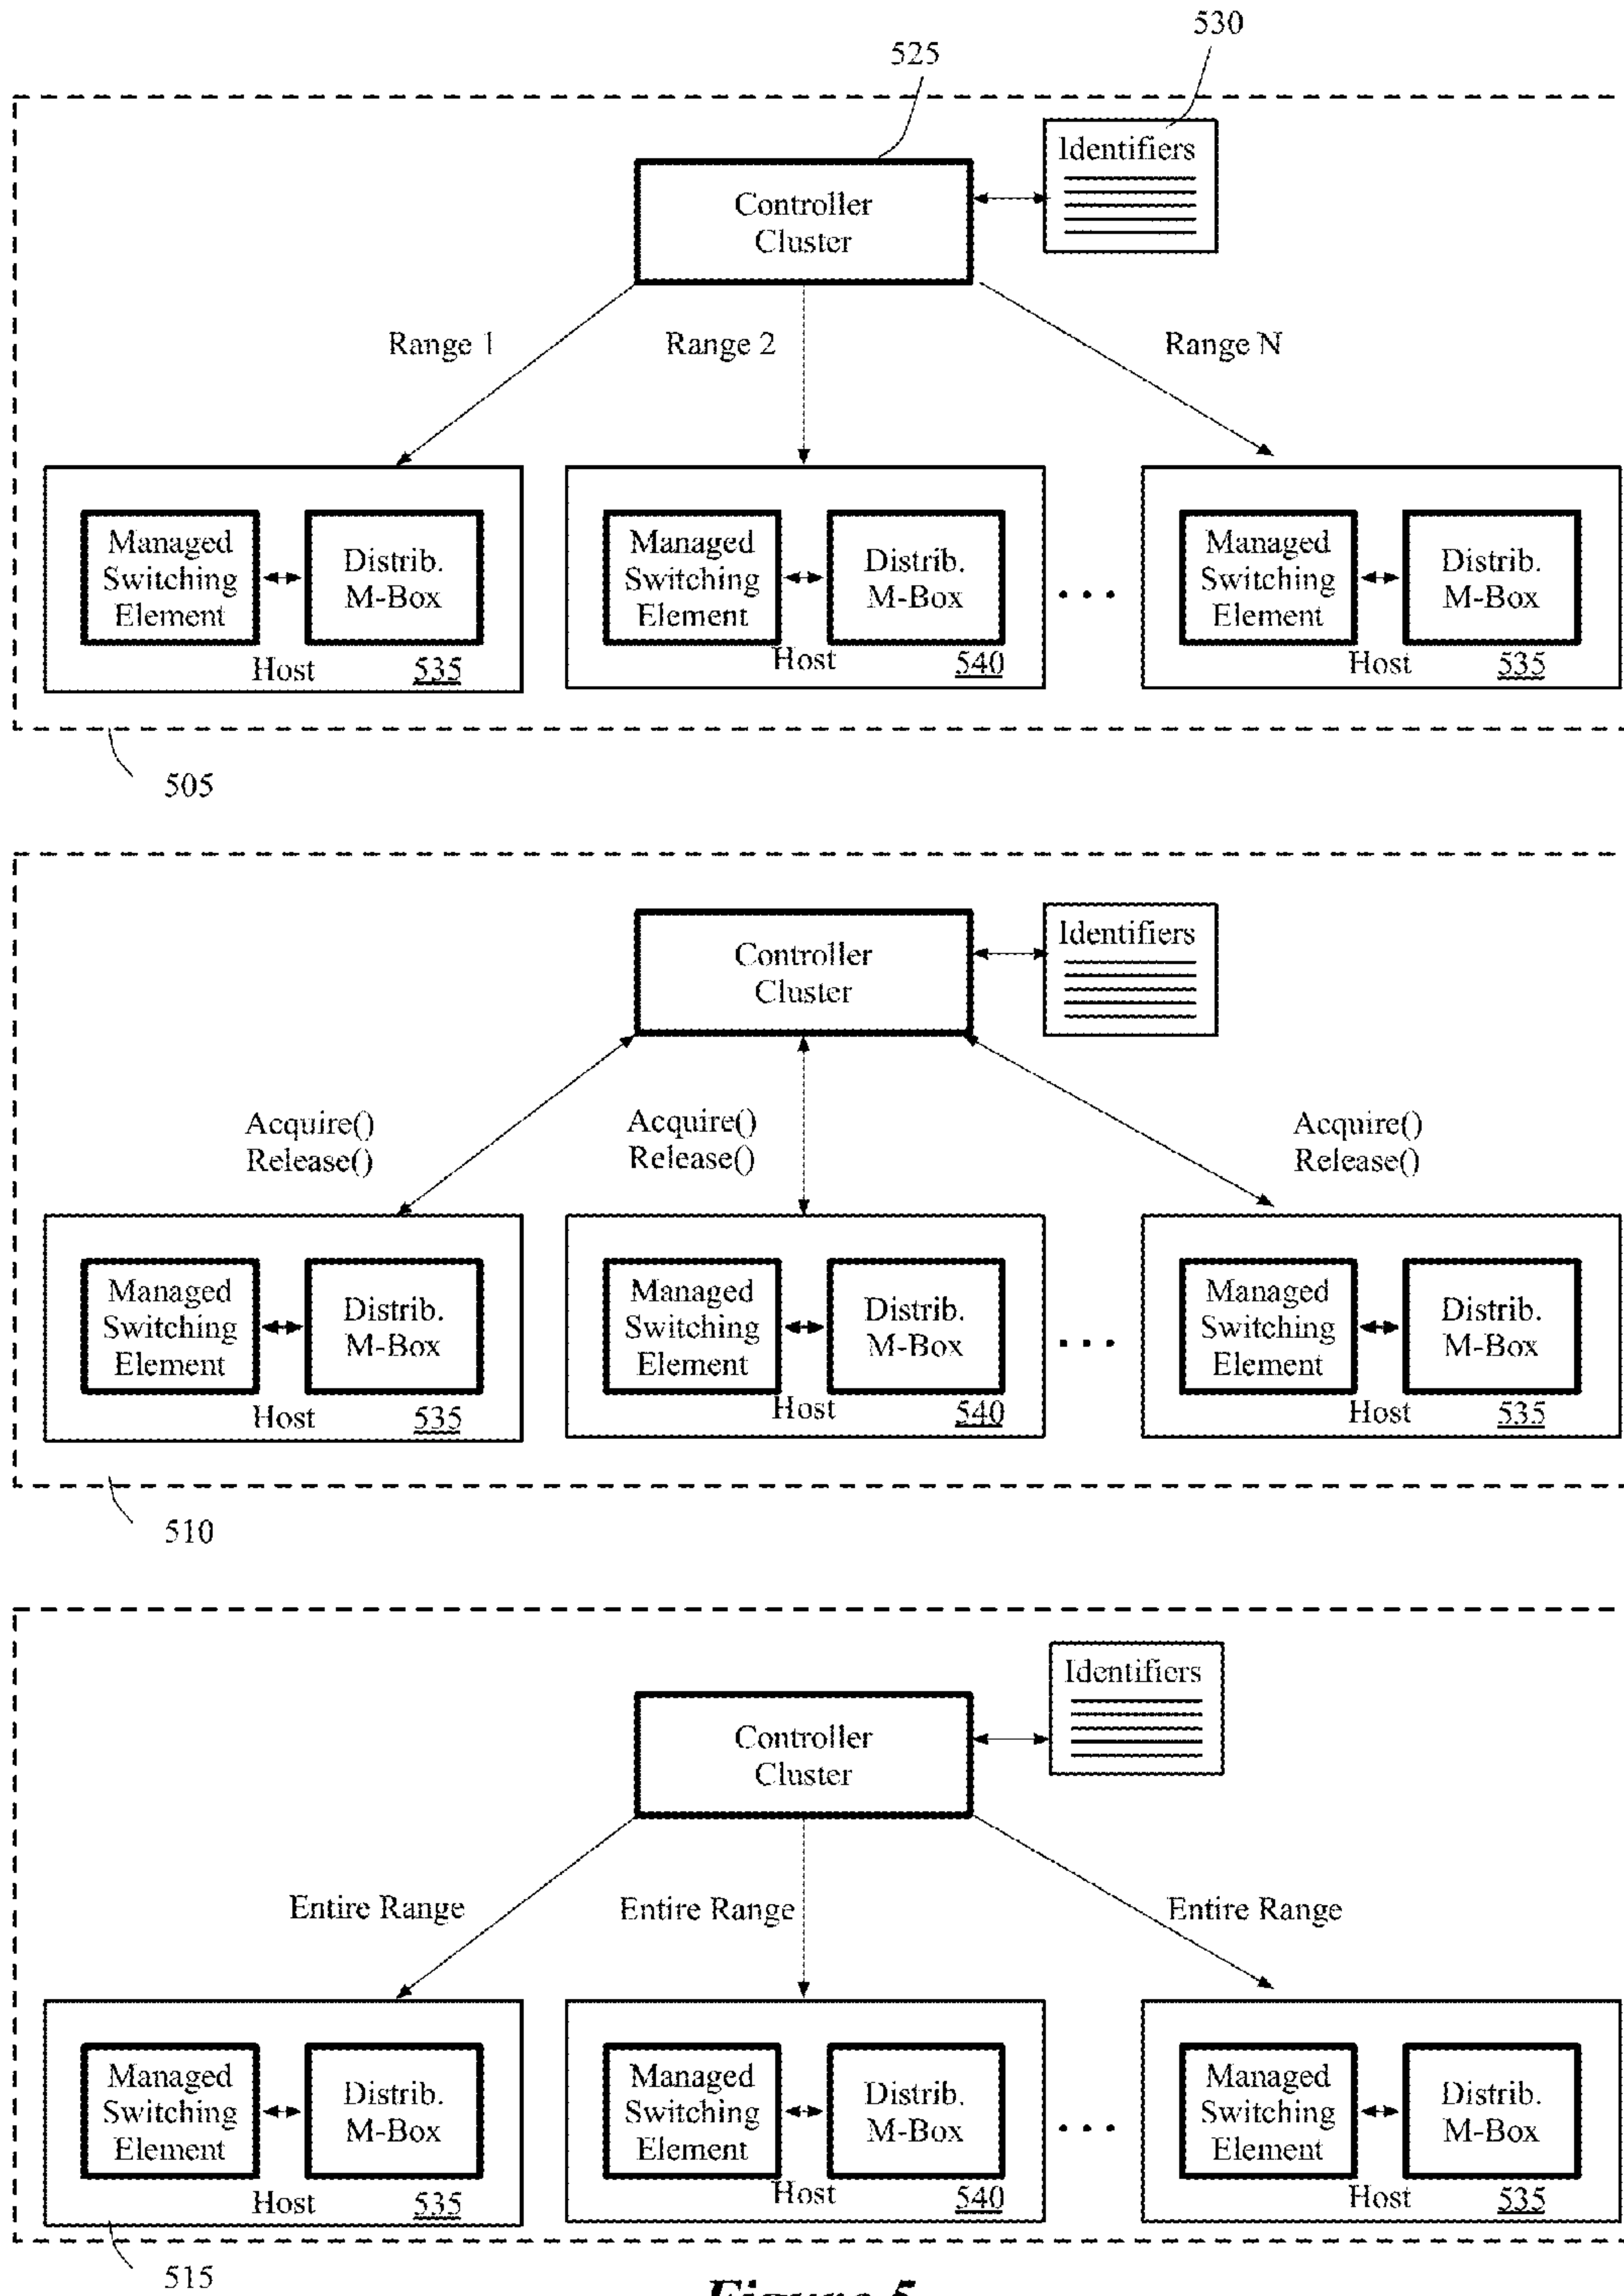 530
525
Identifiers
Controller
Cluster
Range 1
Range 2
Range N
Managed
Switching
Element
Distrib.
M-Box
Host 535
Managed
Switching
Element
Distrib.
M-Box
Host 540
...
Managed
Switching
Element
Distrib.
M-Box
Host 535
505
Identifiers
Controller
Cluster
Acquire()
Release()
Acquire()
Release()
Acquire()
Release()
Managed
Switching
Element
Distrib.
M-Box
Host 535
Managed
Switching
Element
Distrib.
M-Box
Host 540
...
Managed
Switching
Element
Distrib.
M-Box
Host 535
510
Identifiers
Controller
Cluster
Entire Range
Entire Range
Entire Range
Managed
Switching
Element
Distrib.
M-Box
Host 535
Managed
Switching
Element
Distrib.
M-Box
Host 540
...
Managed
Switching
Element
Distrib.
M-Box
Host 535
515
Figure 5